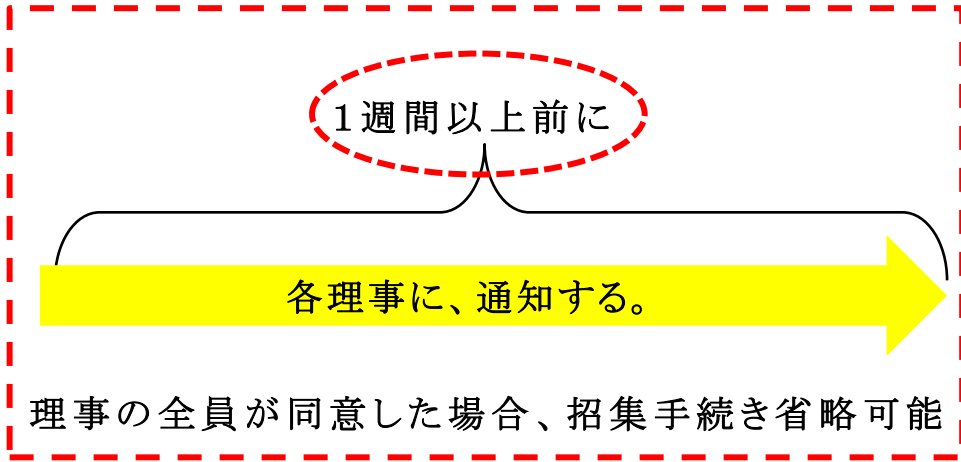 1週間以上前に
各理事に、通知する。
理事の全員が同意した場合、招集手続き省略可能